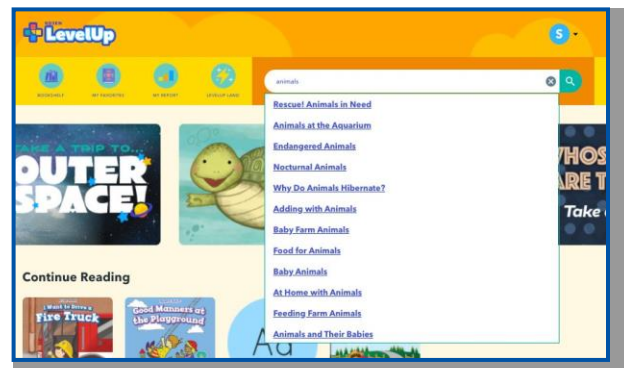 LevelUp
S
BOOKSHELF
MY FAVORITES
MY REPORT
LEVELUP LAND
animals
Rescue! Animals in Need
Animals at the Aquarium
Endangered Animals
Nocturnal Animals
Why Do Animals Hibernate?
Adding with Animals
Baby Farm Animals
Food for Animals
Baby Animals
At Home with Animals
Feeding Farm Animals
Animals and Their Babies
TAKE A TRIP TO...
OUTER
SPACE!
WHOS
ARE T
Take
Continue Reading
I Want to Drive a
Fire Truck
Good Manners at
the Playground
Aa